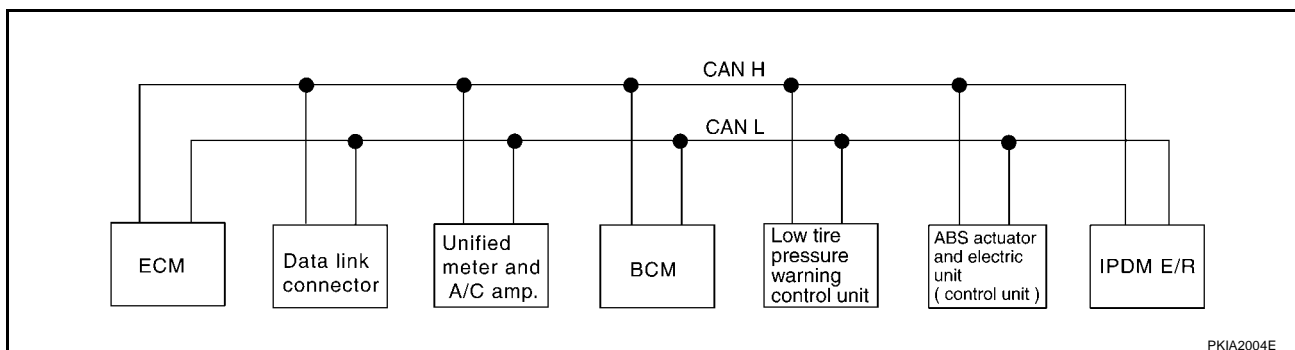 CAN H
CAN L
ECM
Data link
connector
Unified
meter and
A/C amp.
BCM
Low tire
pressure
warning
control unit
ABS actuator
and electric
unit
( control unit )
IPDM E/R
PKIA2004E